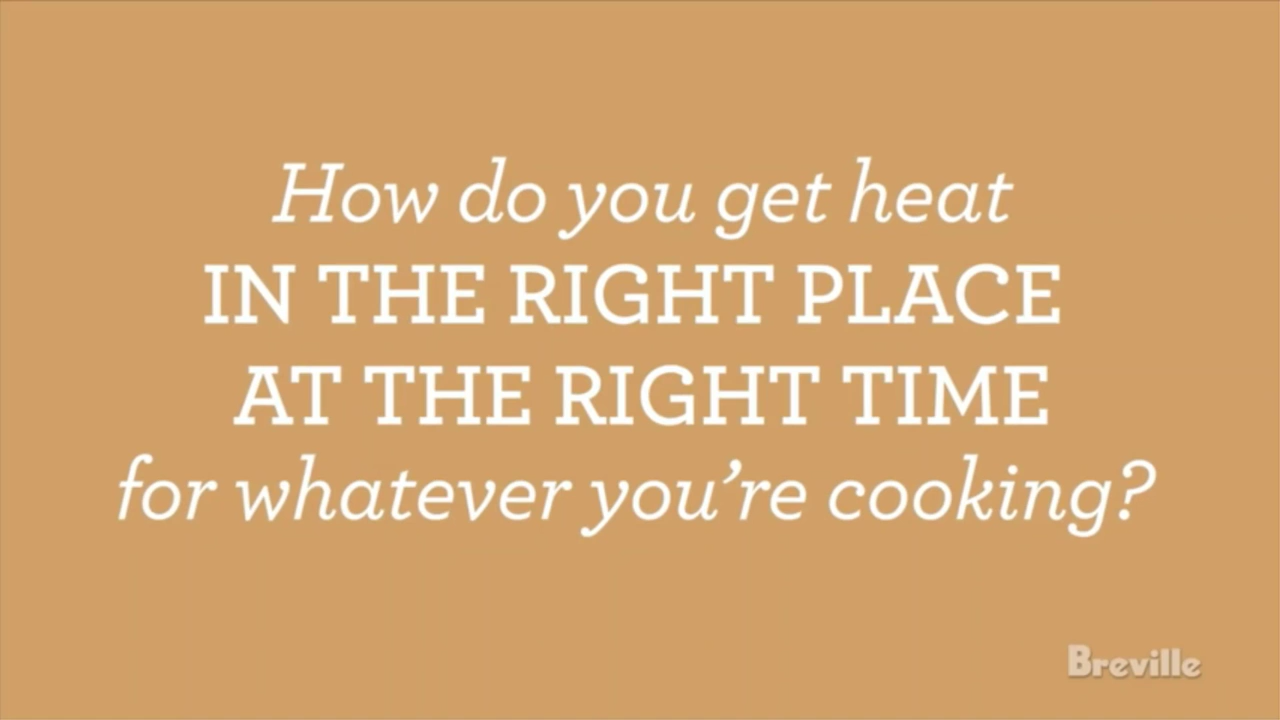 How do you get heat
IN THE RIGHT PLACE
AT THE RIGHT TIME
for whatever you’re cooking?
Breville